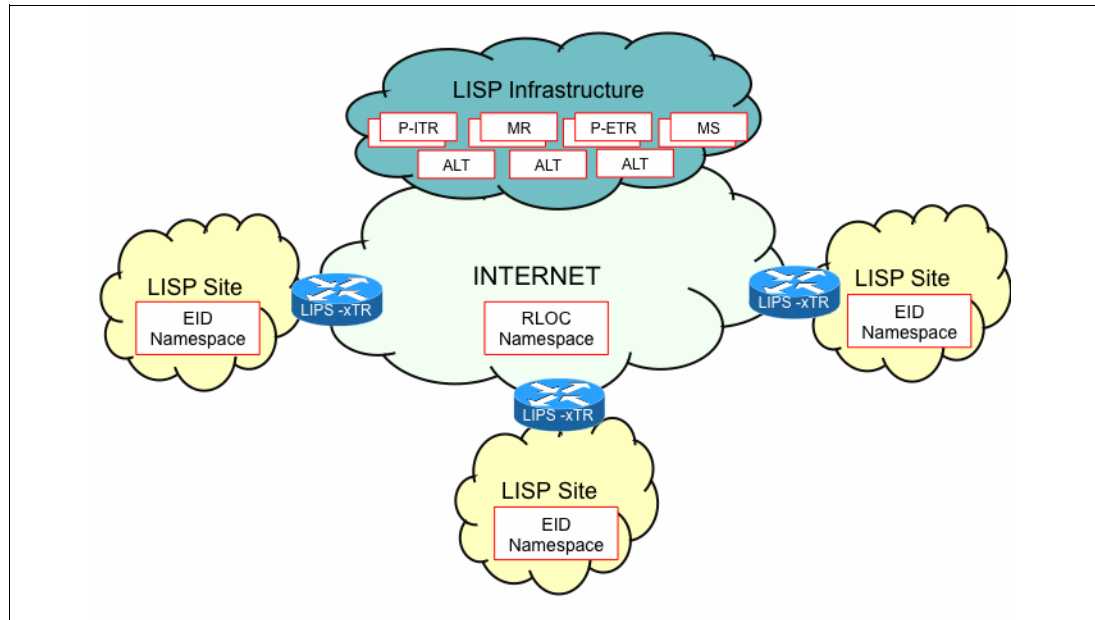 LISP Infrastructure
P-ITR
MR
P-ETR
MS
ALT
ALT
ALT
INTERNET
RLOC
Namespace
LISP Site
EID
Namespace
LIPS -xTR
LIPS -xTR
LISP Site
EID
Namespace
LIPS -xTR
LISP Site
EID
Namespace